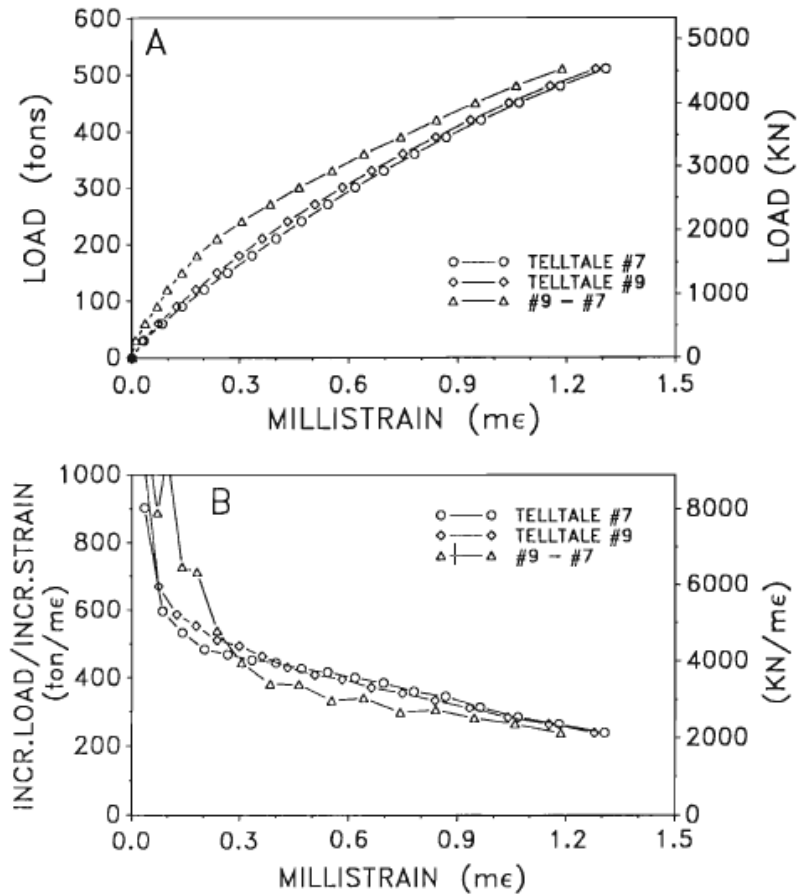 A
600
500
400
300
200
100
0
LOAD (tons)
5000
4000
3000
2000
1000
0
LOAD (KN)
TELLTALE #7
TELLTALE #9
#9 - #7
0.0 0.3 0.6 0.9 1.2 1.5
MILLISTRAIN (mϵ)
B
1000
800
600
400
200
0
INCR.LOAD/INCR.STRAIN
(ton/mϵ)
8000
6000
4000
2000
0
(KN/mϵ)
TELLTALE #7
TELLTALE #9
#9 - #7
0.0 0.3 0.6 0.9 1.2 1.5
MILLISTRAIN (mϵ)